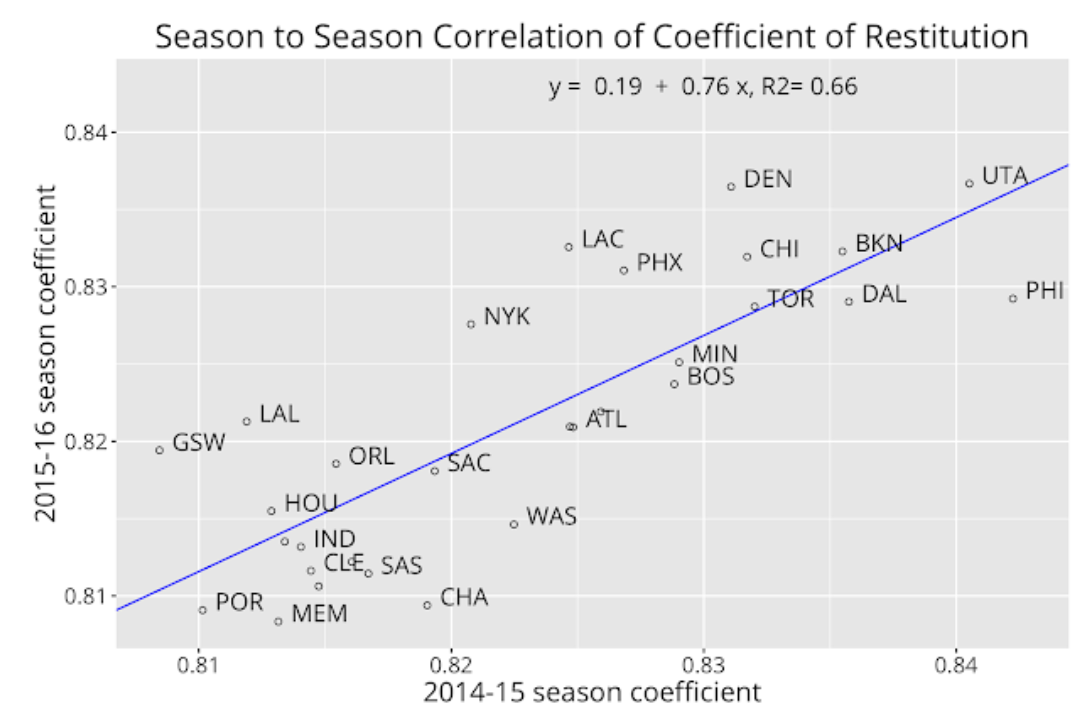 Season to Season Correlation of Coefficient of Restitution
y = 0.19 + 0.76 x, R2= 0.66
0.84
0.83
0.82
0.81
2015-16 season coefficient
DEN
UTA
LAC
PHX
CHI
BKN
TOR
DAL
PHI
NYK
MIN
BOS
LAL
ATL
GSW
ORL
SAC
HOU
WAS
IND
CLE
SAS
POR
MEM
CHA
0.81
0.82
0.83
0.84
2014-15 season coefficient